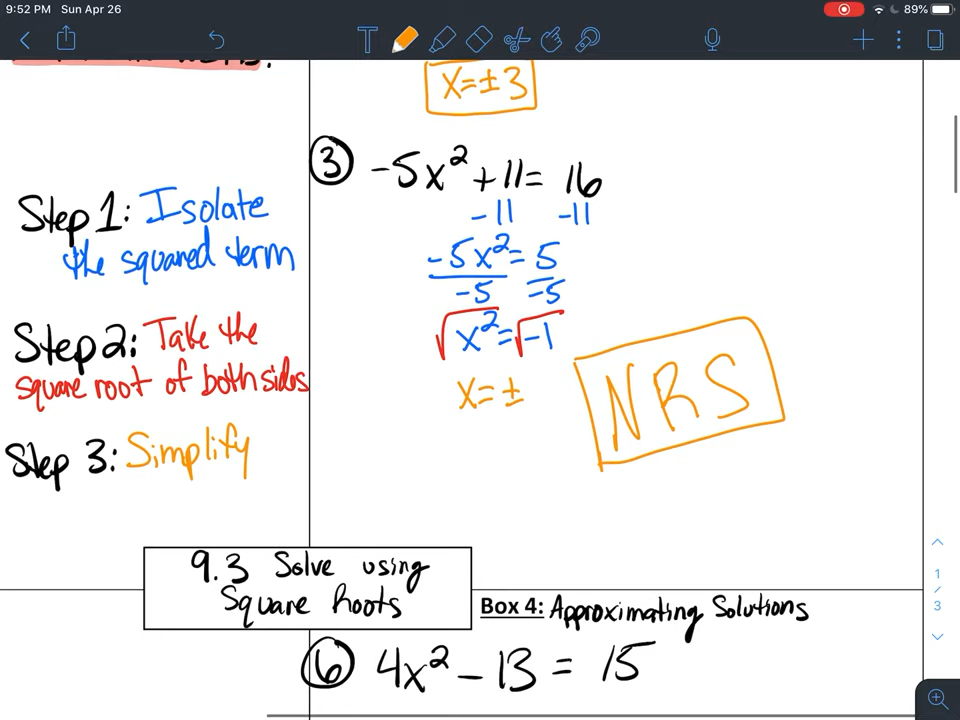 9:52 PM Sun Apr 26
89%
T
x = ± 3
③ -5x² + 11 = 16
-11 -11
-5x² = 5
-5 -5
√x² = √-1
x = ±
NRS
Step 1: Isolate
the squared term
Step 2: Take the
square root of both sides
Step 3: Simplify
9.3 Solve using
Square Roots
Box 4: Approximating Solutions
⑥ 4x² - 13 = 15
1
/
3